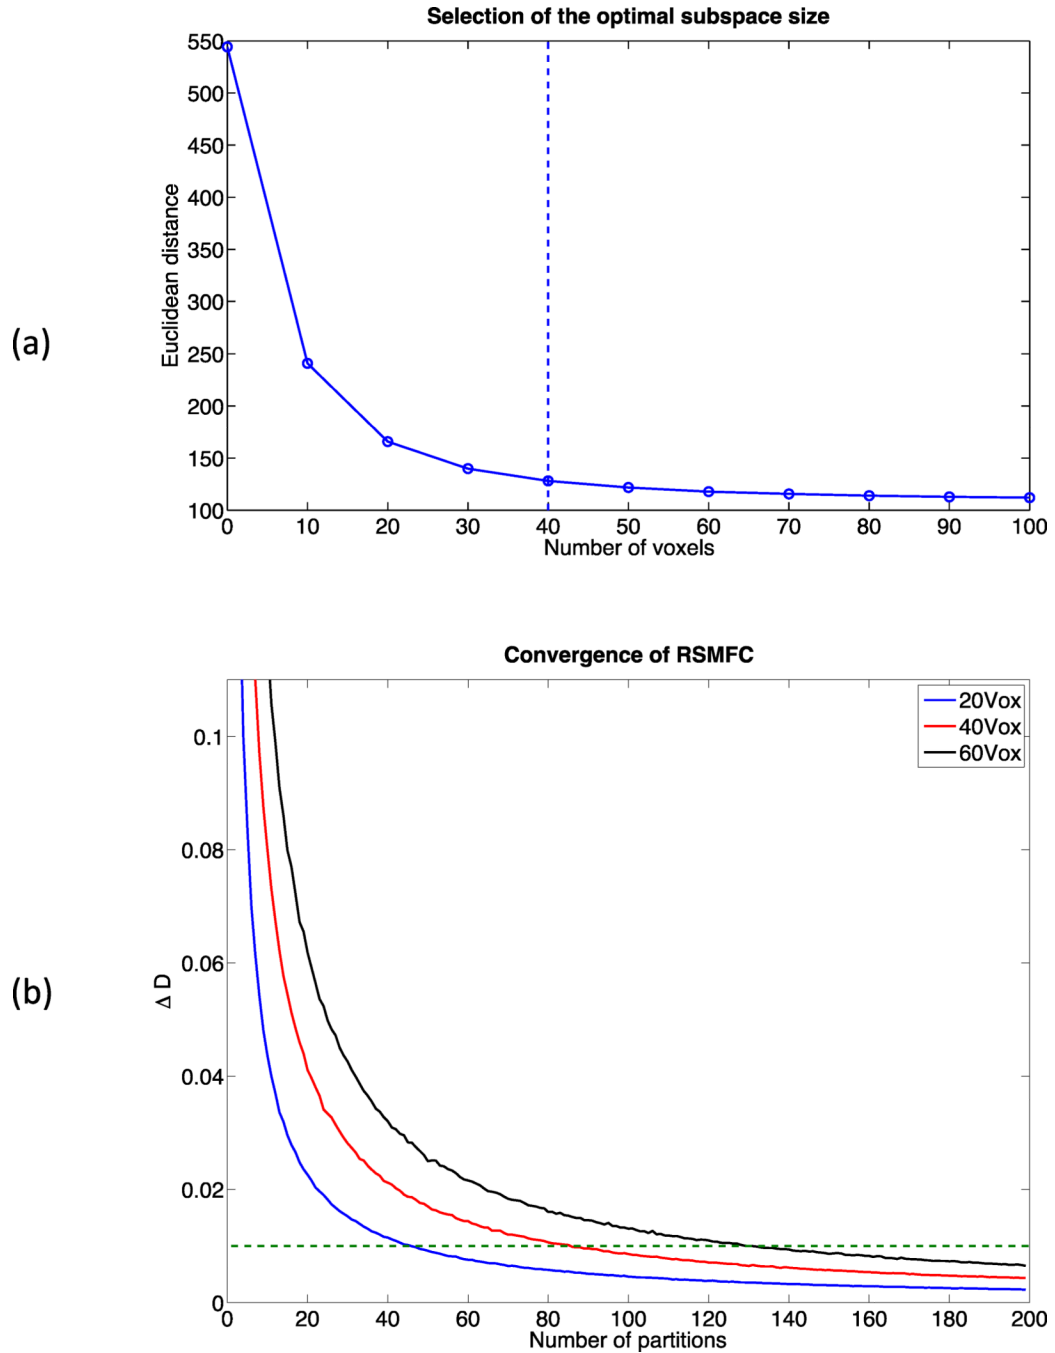 Selection of the optimal subspace size
550
500
450
400
350
300
250
200
150
100
Euclidean distance
(a)
0 10 20 30 40 50 60 70 80 90 100
Number of voxels
Convergence of RSMFC
20Vox
40Vox
60Vox
0.1
0.08
0.06
0.04
0.02
0
Δ D
(b)
0 20 40 60 80 100 120 140 160 180 200
Number of partitions